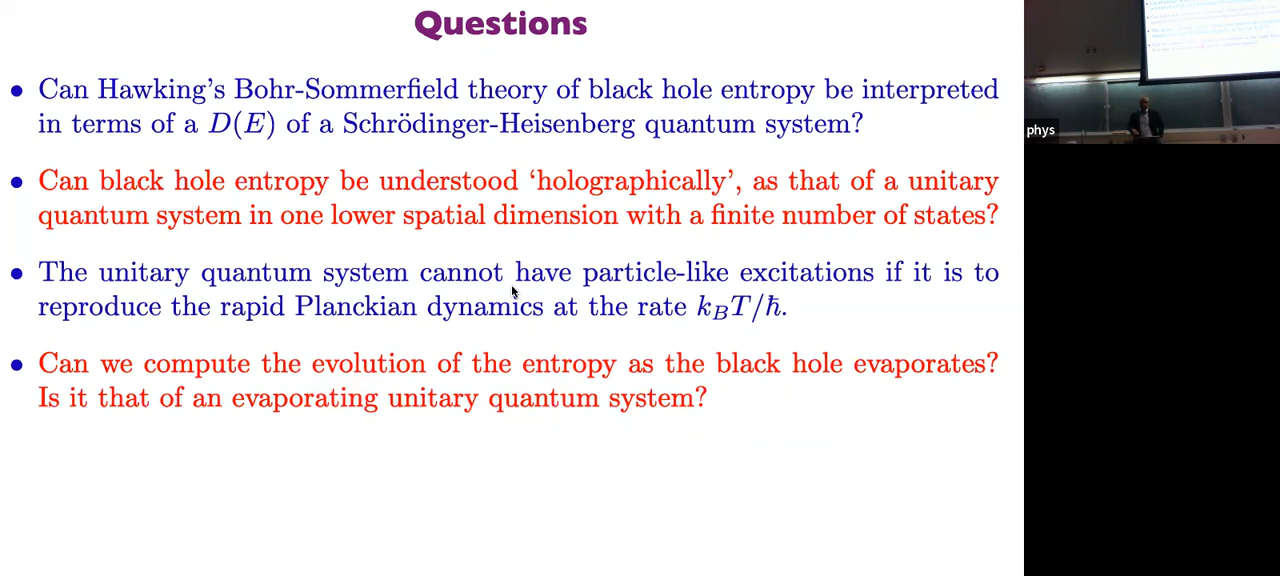 Questions
• Can Hawking's Bohr-Sommerfield theory of black hole entropy be interpreted
in terms of a D(E) of a Schrödinger-Heisenberg quantum system?
• Can black hole entropy be understood ‘holographically’, as that of a unitary
quantum system in one lower spatial dimension with a finite number of states?
• The unitary quantum system cannot have particle-like excitations if it is to
reproduce the rapid Planckian dynamics at the rate k_BT/ℏ.
• Can we compute the evolution of the entropy as the black hole evaporates?
Is it that of an evaporating unitary quantum system?
phys